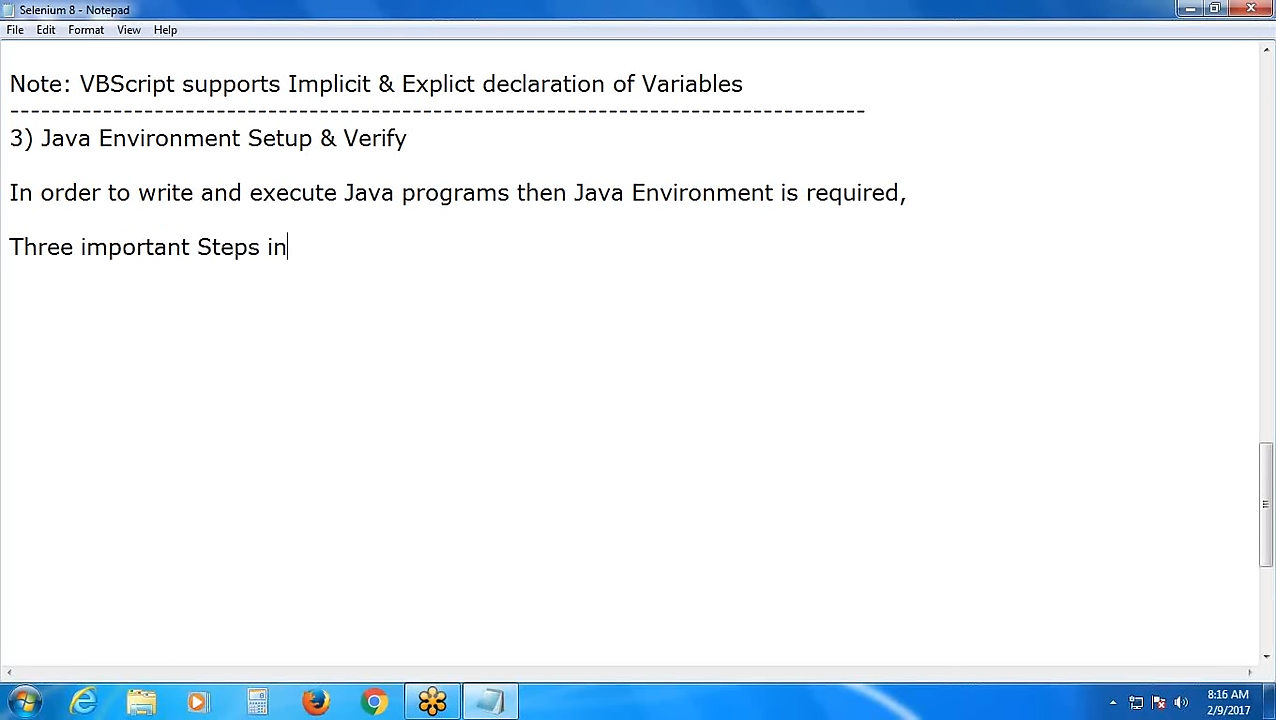 Selenium 8 - Notepad
File Edit Format View Help
Note: VBScript supports Implicit & Explict declaration of Variables
-----------------------------------------------------------------------------------
3) Java Environment Setup & Verify
In order to write and execute Java programs then Java Environment is required,
Three important Steps in
8:16 AM
2/9/2017